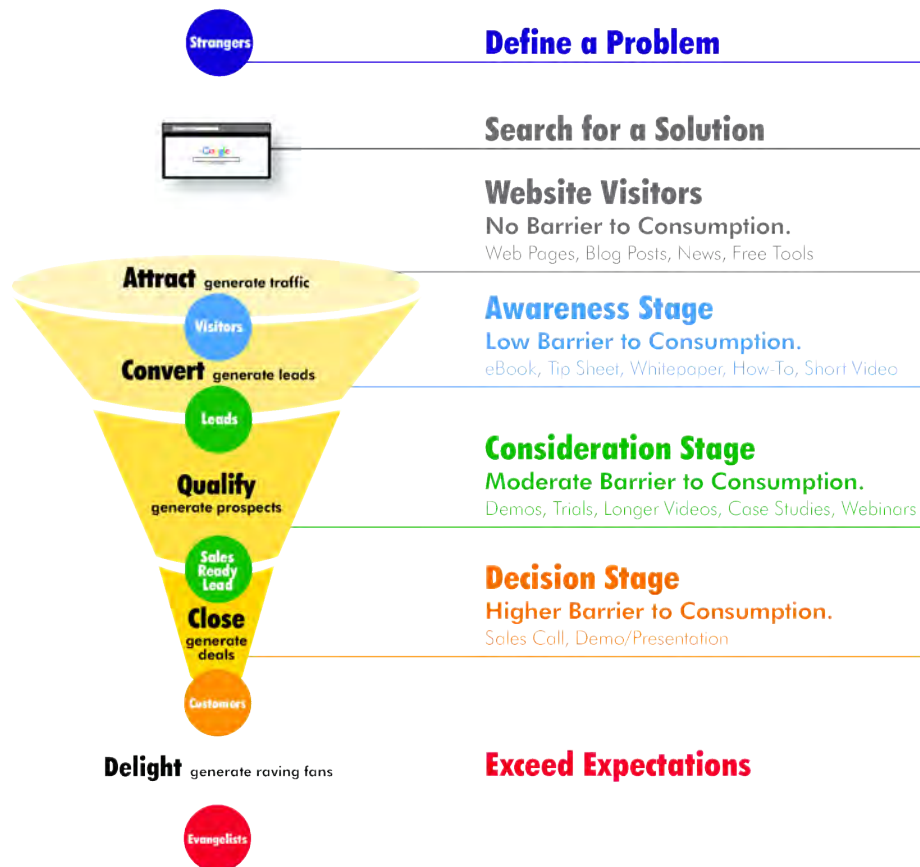 Strangers
Define a Problem
Google
Search for a Solution
Website Visitors
No Barrier to Consumption.
Web Pages, Blog Posts, News, Free Tools
Attract generate traffic
Visitors
Awareness Stage
Low Barrier to Consumption.
eBook, Tip Sheet, Whitepaper, How-To, Short Video
Convert generate leads
Leads
Consideration Stage
Moderate Barrier to Consumption.
Demos, Trials, Longer Videos, Case Studies, Webinars
Qualify
generate prospects
Sales
Ready
Lead
Decision Stage
Higher Barrier to Consumption.
Sales Call, Demo/Presentation
Close
generate
deals
Customers
Delight generate raving fans
Exceed Expectations
Evangelists